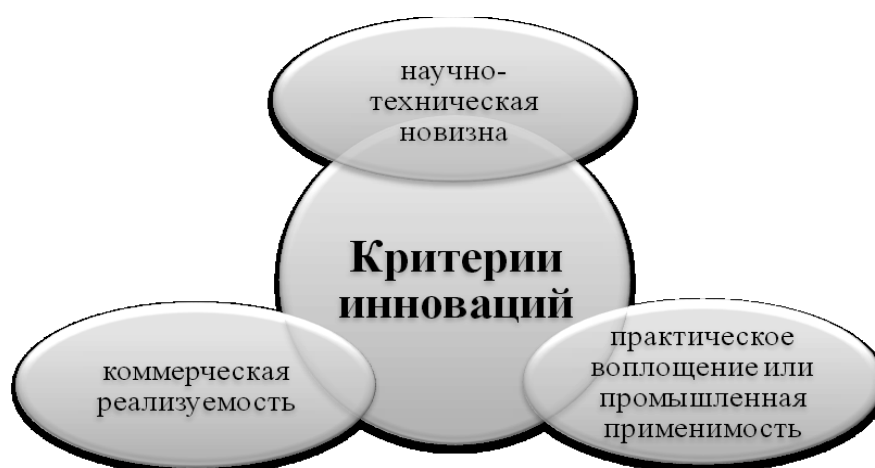 научно-
техническая
новизна
Критерии
инноваций
коммерческая
реализуемость
практическое
воплощение или
промышленная
применимость